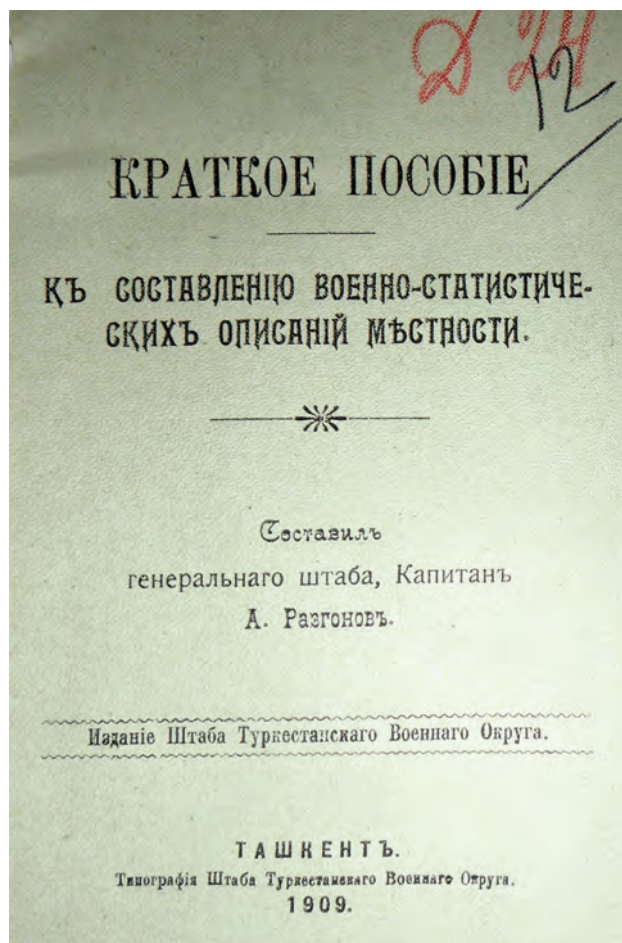 Д 24
12
КРАТКОЕ ПОСОБІЕ
КЪ СОСТАВЛЕНІЮ ВОЕННО-СТАТИСТИЧЕ-
СКИХЪ ОПИСАНІЙ МѢСТНОСТИ.
Составилъ
генеральнаго штаба, Капитанъ
А. Разгоновъ.
Изданіе Штаба Туркестанскаго Военнаго Округа.
ТАШКЕНТЪ.
Типографія Штаба Туркестанскаго Военнаго Округа.
1909.